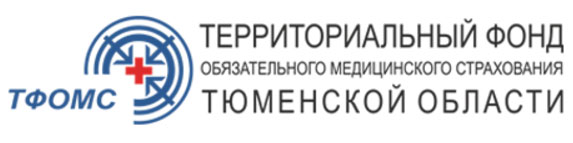 ТЕРРИТОРИАЛЬНЫЙ ФОНД
ОБЯЗАТЕЛЬНОГО МЕДИЦИНСКОГО СТРАХОВАНИЯ
ТЮМЕНСКОЙ ОБЛАСТИ
ТФОМС